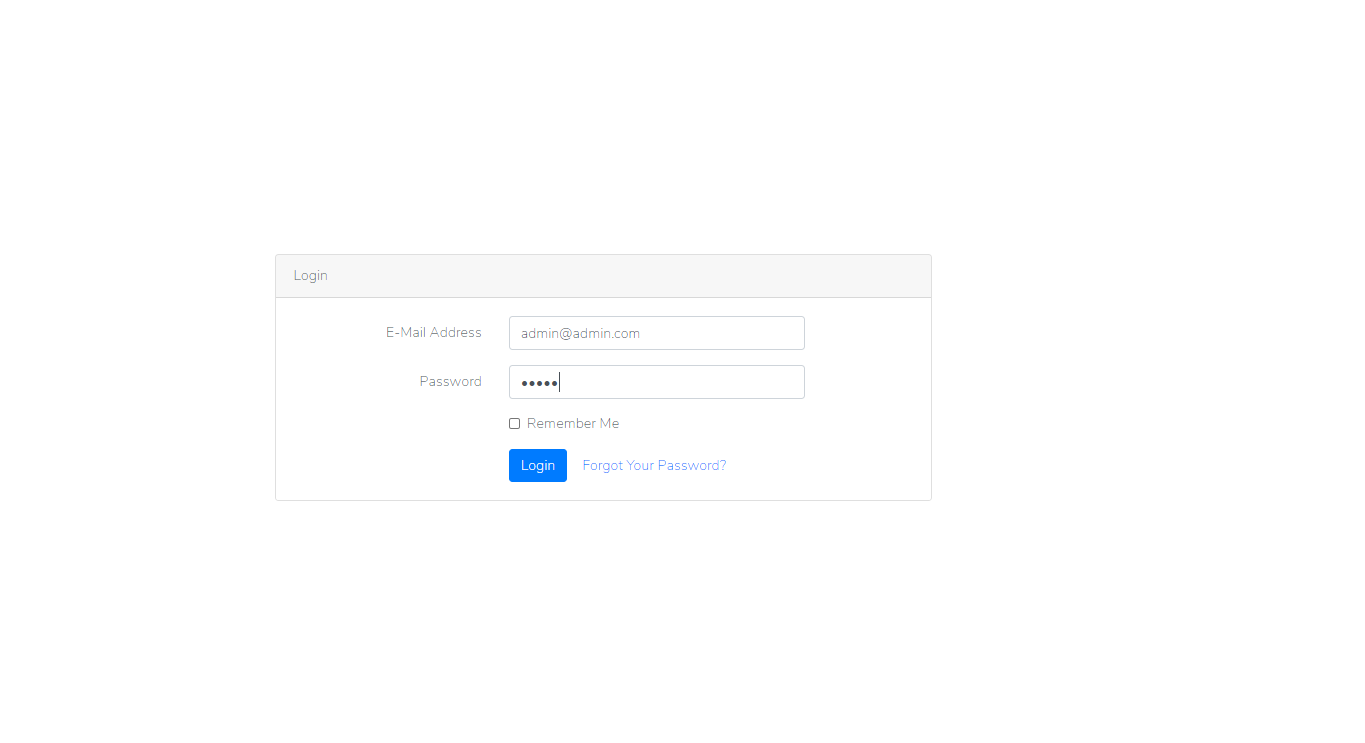 Login
E-Mail Address admin@admin.com
Password •••••
Remember Me
Login Forgot Your Password?